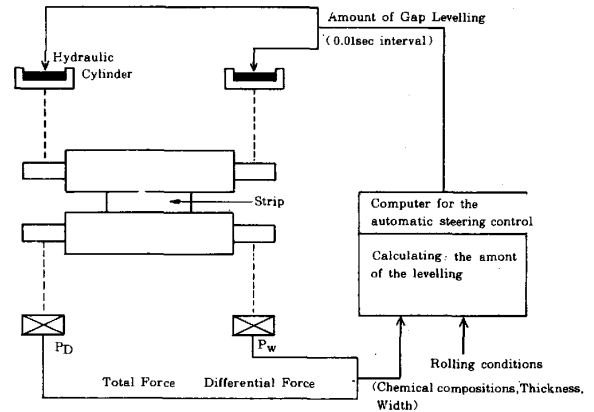 Amount of Gap Levelling
(0.01sec interval)
Hydraulic
Cylinder
Strip
Computer for the
automatic steering control
Calculating: the amont
of the levelling
PD
PW
Rolling conditions
Total Force Differential Force
(Chemical compositions,Thickness,
Width)